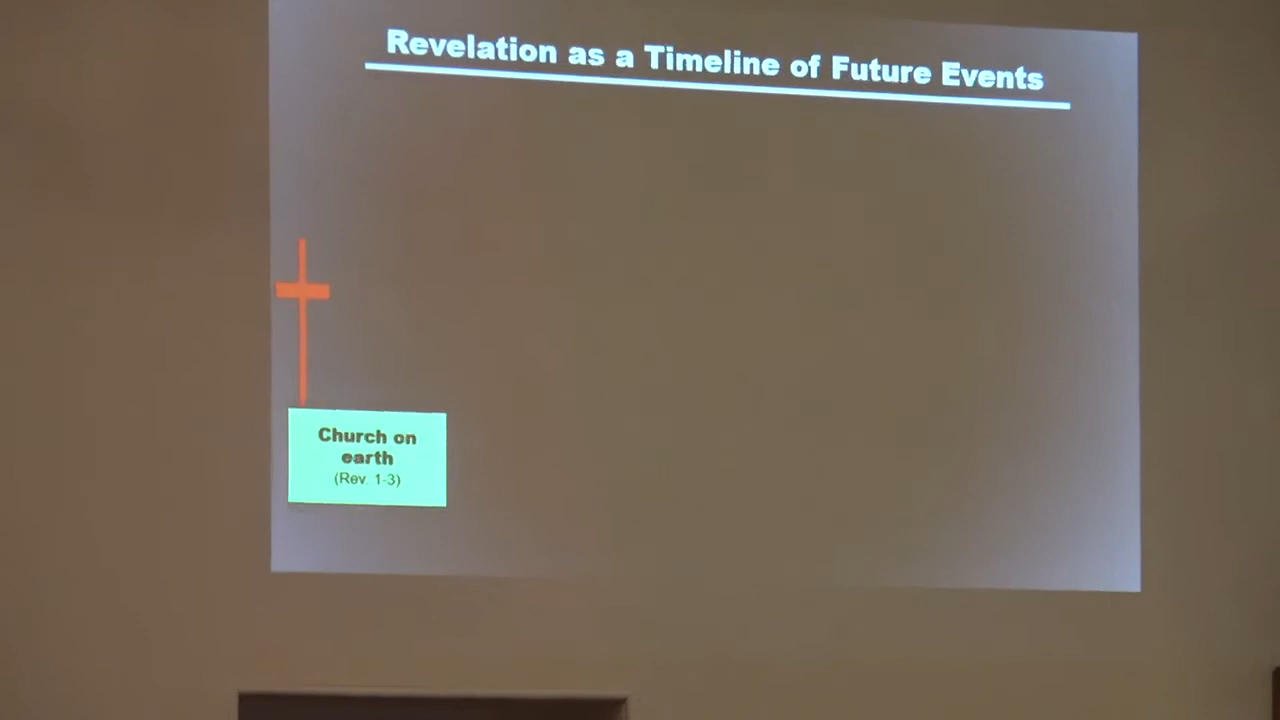 Revelation as a Timeline of Future Events
Church on
earth
(Rev. 1-3)